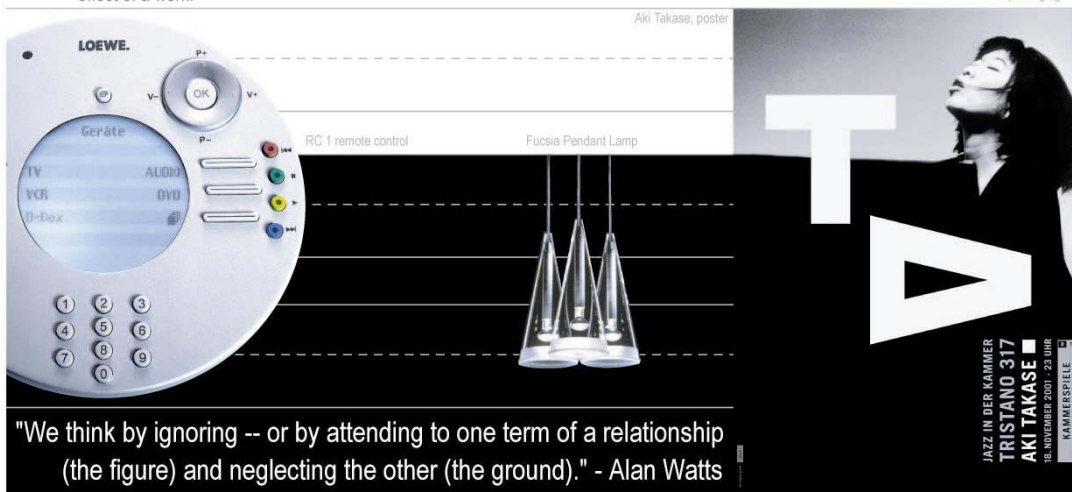 Aki Takase, poster
LOEWE.
P+
V-
OK
V+
P-
Geräte
TV
AUDIO
VCR
DVD
D-Box
RC 1 remote control
Fucsia Pendant Lamp
1 2 3
4 5 6
7 8 9
0
T
A
JAZZ IN DER KAMMER
TRISTANO 317
AKI TAKASE
18. NOVEMBER 2001 - 23 UHR
KAMMERSPIELE
"We think by ignoring -- or by attending to one term of a relationship
(the figure) and neglecting the other (the ground)." - Alan Watts